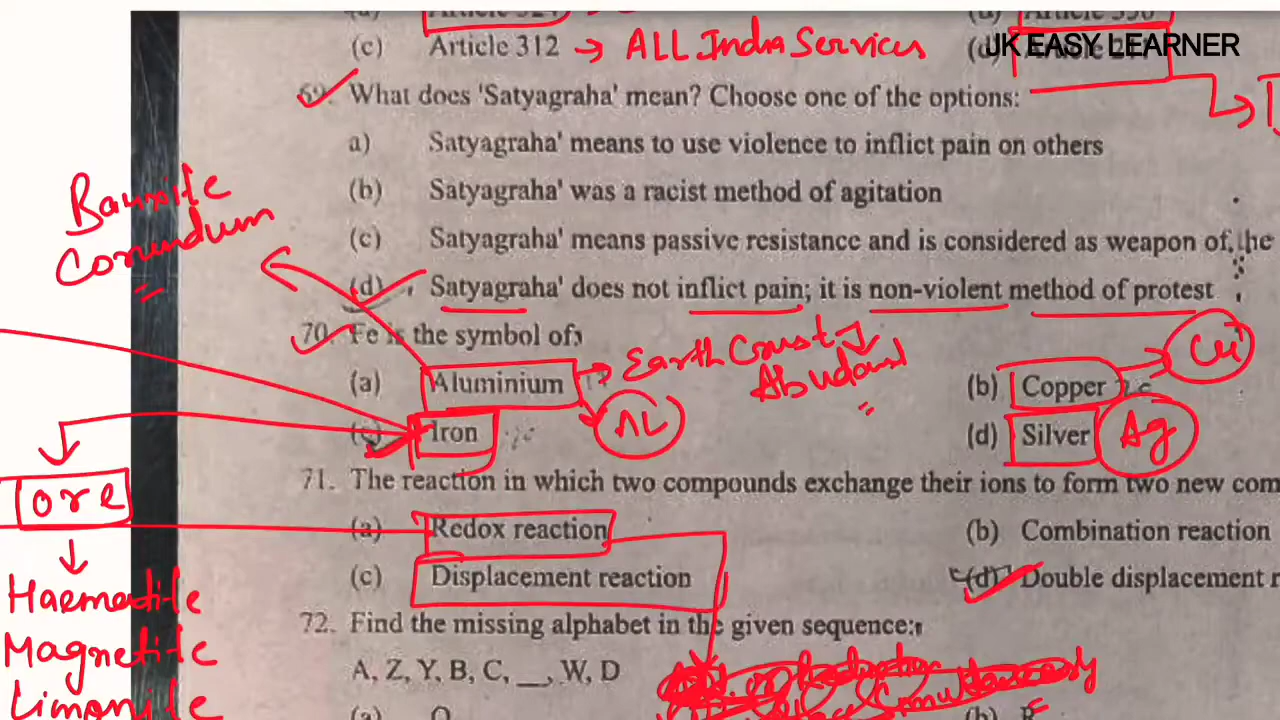 (c) Article 312 → ALL India Services
JK EASY LEARNER
69. What does 'Satyagraha' mean? Choose one of the options:
a) Satyagraha' means to use violence to inflict pain on others
(b) Satyagraha' was a racist method of agitation
(c) Satyagraha' means passive resistance and is considered as weapon of the
(d) Satyagraha' does not inflict pain; it is non-violent method of protest
Bauxite
Corrundum
70. Fe is the symbol of:
(a) Aluminium → Earth Crust → Abudant
AL
(b) Copper Cu
(c) Iron
(d) Silver Ag
71. The reaction in which two compounds exchange their ions to form two new com
(a) Redox reaction (b) Combination reaction
(c) Displacement reaction (d) Double displacement r
ore
Haematite
Magnetite
Limonite
72. Find the missing alphabet in the given sequence:
A, Z, Y, B, C, __, W, D